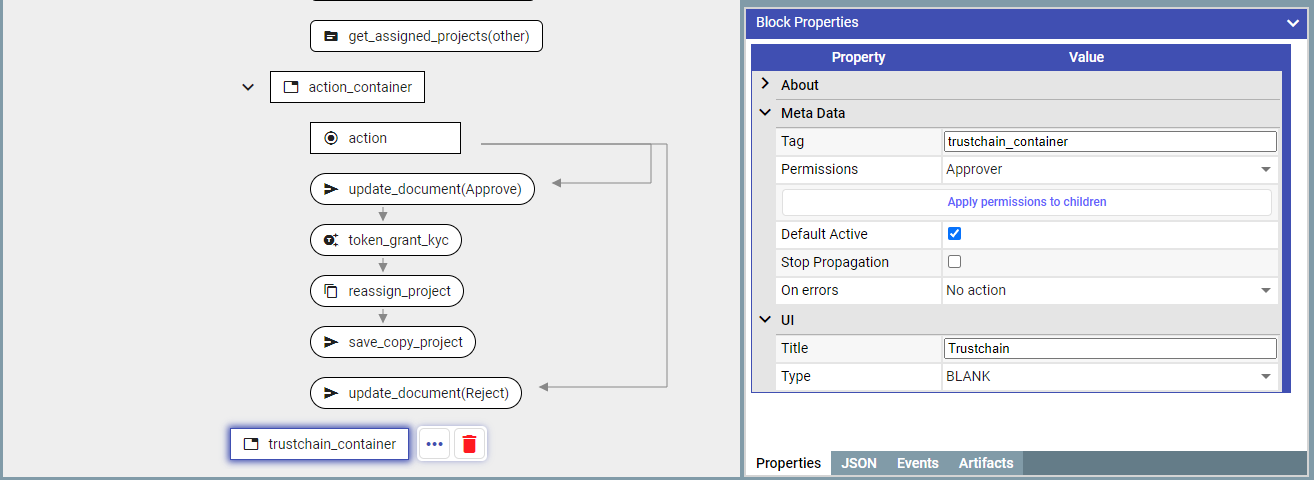 get_assigned_projects(other)
action_container
action
update_document(Approve)
token_grant_kyc
reassign_project
save_copy_project
update_document(Reject)
trustchain_container
Block Properties
Property Value
About
Meta Data
Tag trustchain_container
Permissions Approver
Apply permissions to children
Default Active
Stop Propagation
On errors No action
UI
Title Trustchain
Type BLANK
Properties JSON Events Artifacts